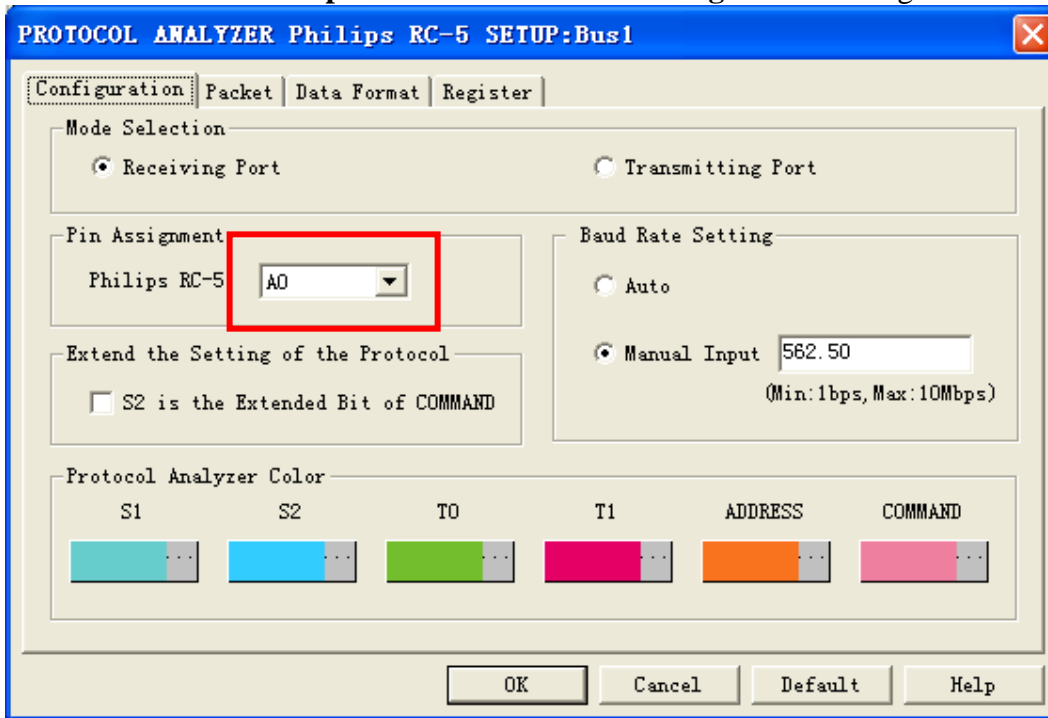 PROTOCOL ANALYZER Philips RC-5 SETUP:Bus1
Configuration Packet Data Format Register
Mode Selection
Receiving Port Transmitting Port
Pin Assignment Baud Rate Setting
Philips RC-5 A0 Auto
Extend the Setting of the Protocol Manual Input 562.50
(Min:1bps,Max:10Mbps)
S2 is the Extended Bit of COMMAND
Protocol Analyzer Color
S1 S2 T0 T1 ADDRESS COMMAND
... ... ... ... ... ...
OK Cancel Default Help